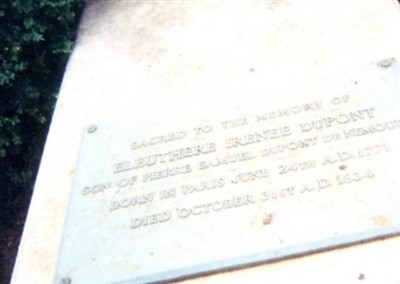 SACRED TO THE MEMORY OF
ELEUTHERE IRENEE DUPONT
SON OF PIERRE SAMUEL DUPONT DE NEMOURS
BORN IN PARIS JUNE 24TH A.D. 1771
DIED OCTOBER 31ST A.D. 1834